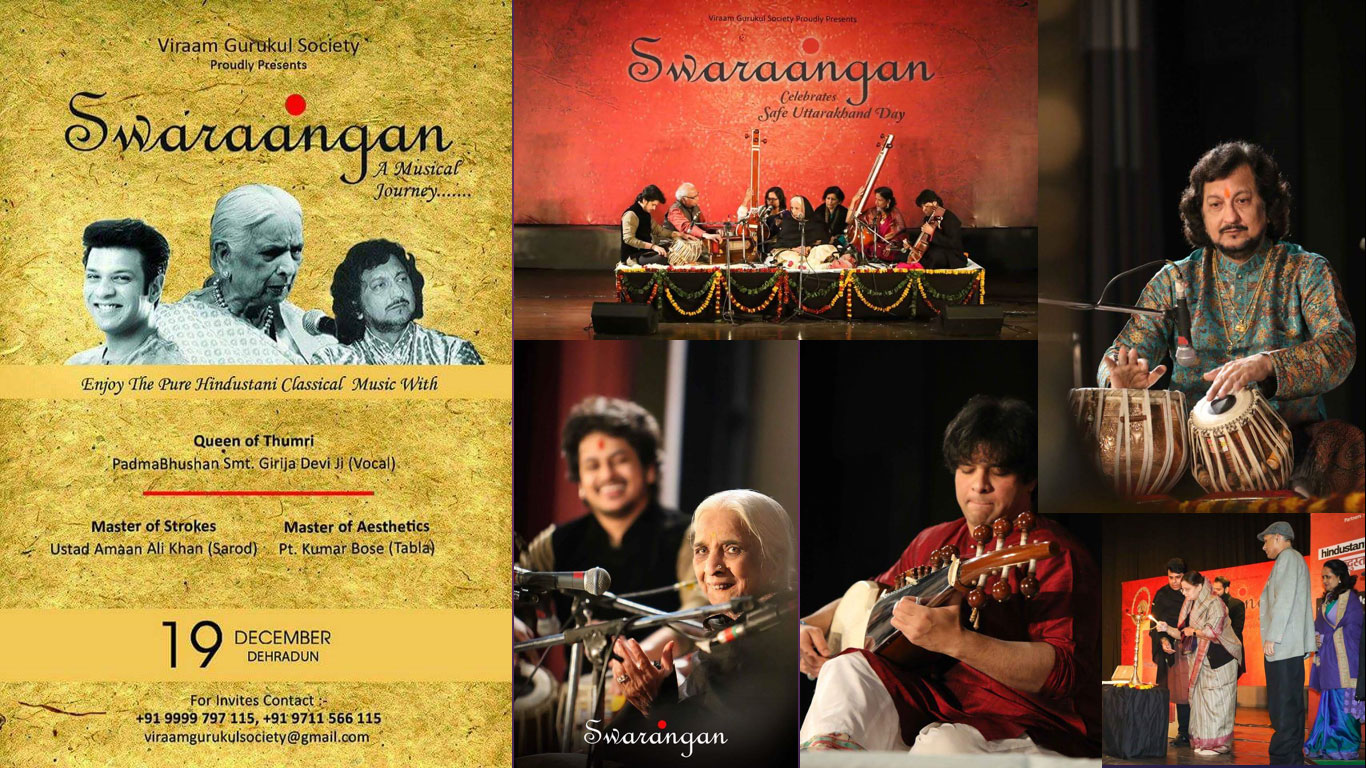 Viraam Gurukul Society
Proudly Presents
Swaraangan
A Musical
Journey.......
Enjoy The Pure Hindustani Classical Music With
Queen of Thumri
PadmaBhushan Smt. Girija Devi Ji (Vocal)
Master of Strokes
Ustad Amaan Ali Khan (Sarod)
Master of Aesthetics
Pt. Kumar Bose (Tabla)
19 DECEMBER
DEHRADUN
For Invites Contact :-
+91 9999 797 115, +91 9711 566 115
viraamgurukulsociety@gmail.com
Viraam Gurukul Society Proudly Presents
Swaraangan
Celebrates
Safe Uttarakhand Day
Swarangan
hindustan